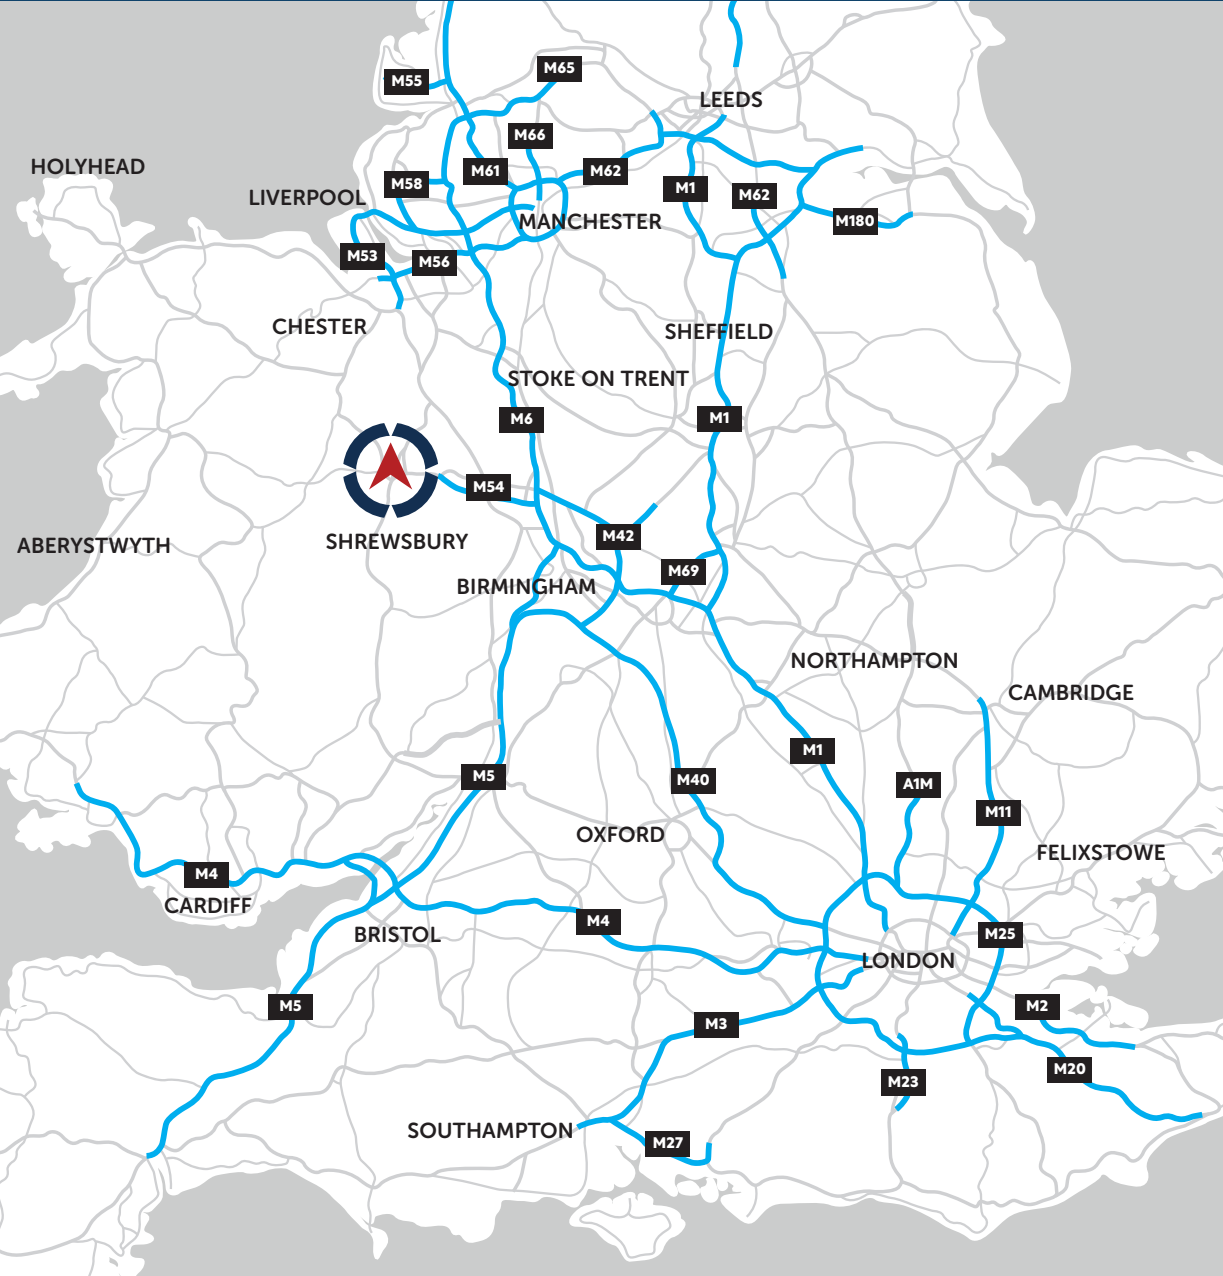 M65
M55
LEEDS
M66
HOLYHEAD
M61
M62
M58
M1
M62
LIVERPOOL
MANCHESTER
M180
M53
M56
CHESTER
SHEFFIELD
STOKE ON TRENT
M6
M1
M54
M42
SHREWSBURY
ABERYSTWYTH
M69
BIRMINGHAM
NORTHAMPTON
CAMBRIDGE
M1
M5
M40
A1M
M11
OXFORD
FELIXSTOWE
M4
CARDIFF
M4
BRISTOL
M25
LONDON
M5
M2
M3
M20
M23
SOUTHAMPTON
M27